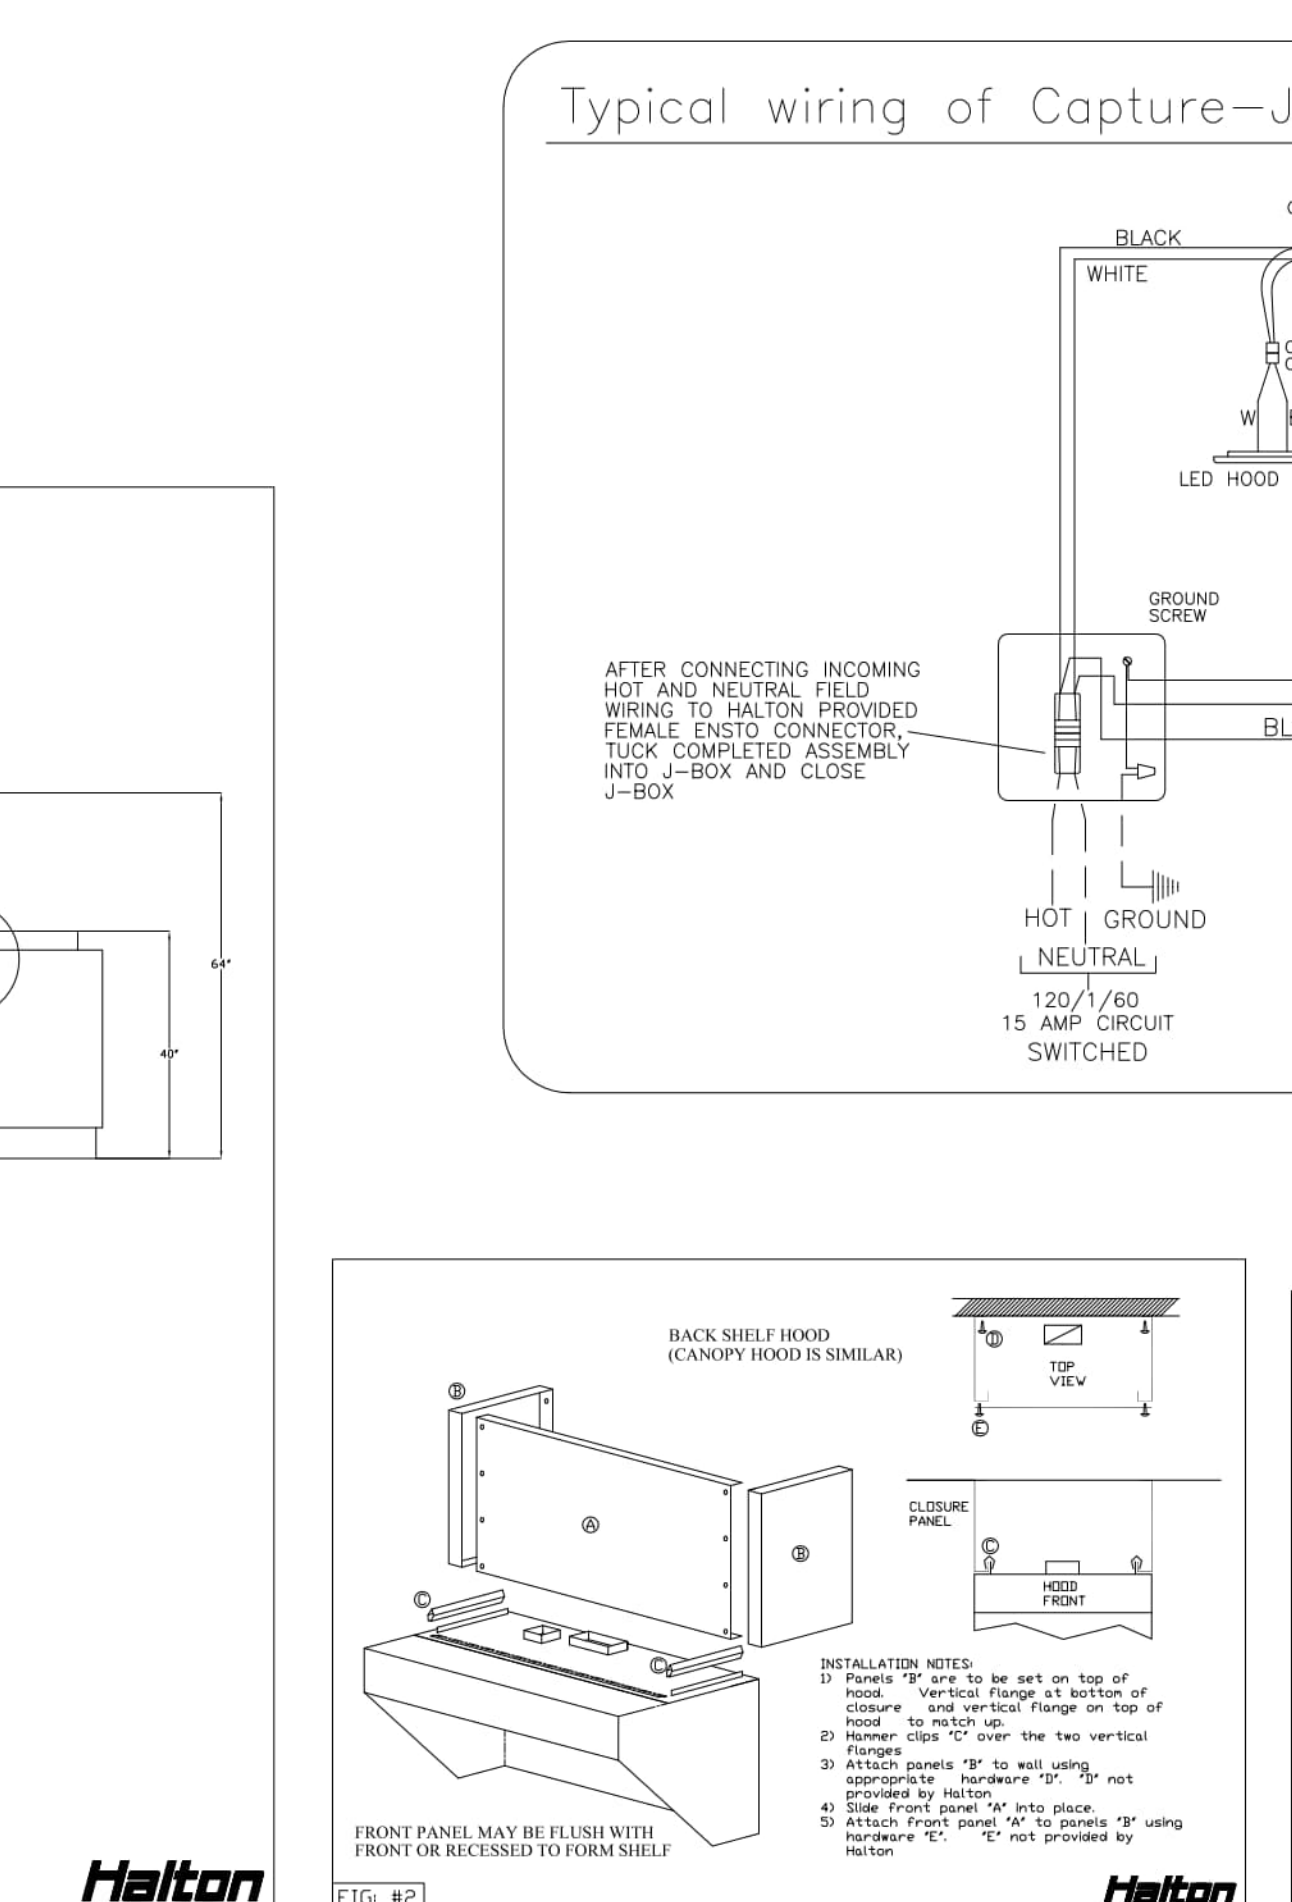 Typical wiring of Capture-J
BLACK
WHITE
W
LED HOOD
GROUND
SCREW
AFTER CONNECTING INCOMING
HOT AND NEUTRAL FIELD
WIRING TO HALTON PROVIDED
FEMALE ENSTO CONNECTOR,
TUCK COMPLETED ASSEMBLY
INTO J-BOX AND CLOSE
J-BOX
BL
HOT
GROUND
NEUTRAL
120/1/60
15 AMP CIRCUIT
SWITCHED
64"
40"
Halton
BACK SHELF HOOD
(CANOPY HOOD IS SIMILAR)
D
TOP
VIEW
E
B
A
B
C
C
CLOSURE
PANEL
C
HOOD
FRONT
INSTALLATION NOTES:
1) Panels "B" are to be set on top of
hood. Vertical flange at bottom of
closure and vertical flange on top of
hood to match up.
2) Hammer clips "C" over the two vertical
flanges
3) Attach panels "B" to wall using
appropriate hardware "D". "D" not
provided by Halton
4) Slide front panel "A" into place.
5) Attach front panel "A" to panels "B" using
hardware "E". "E" not provided by
Halton
FRONT PANEL MAY BE FLUSH WITH
FRONT OR RECESSED TO FORM SHELF
FIG: #2
Halton